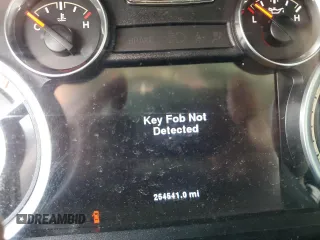 C H
L H
Key Fob Not
Detected
254541.0 mi
DREAMBID